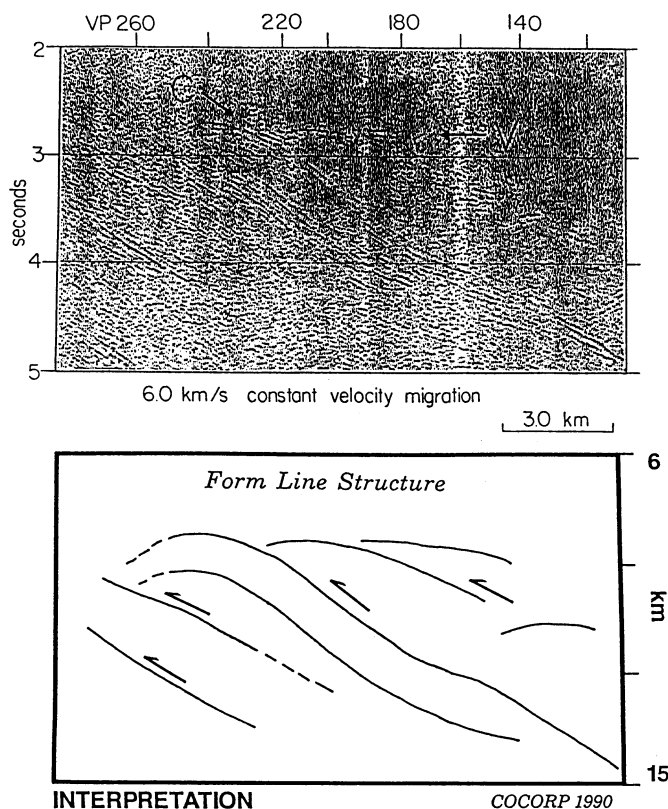 VP 260 220 180 140
2
C
V
3
seconds
4
5
6.0 km/s constant velocity migration
3.0 km
Form Line Structure
6
km
15
INTERPRETATION COCORP 1990